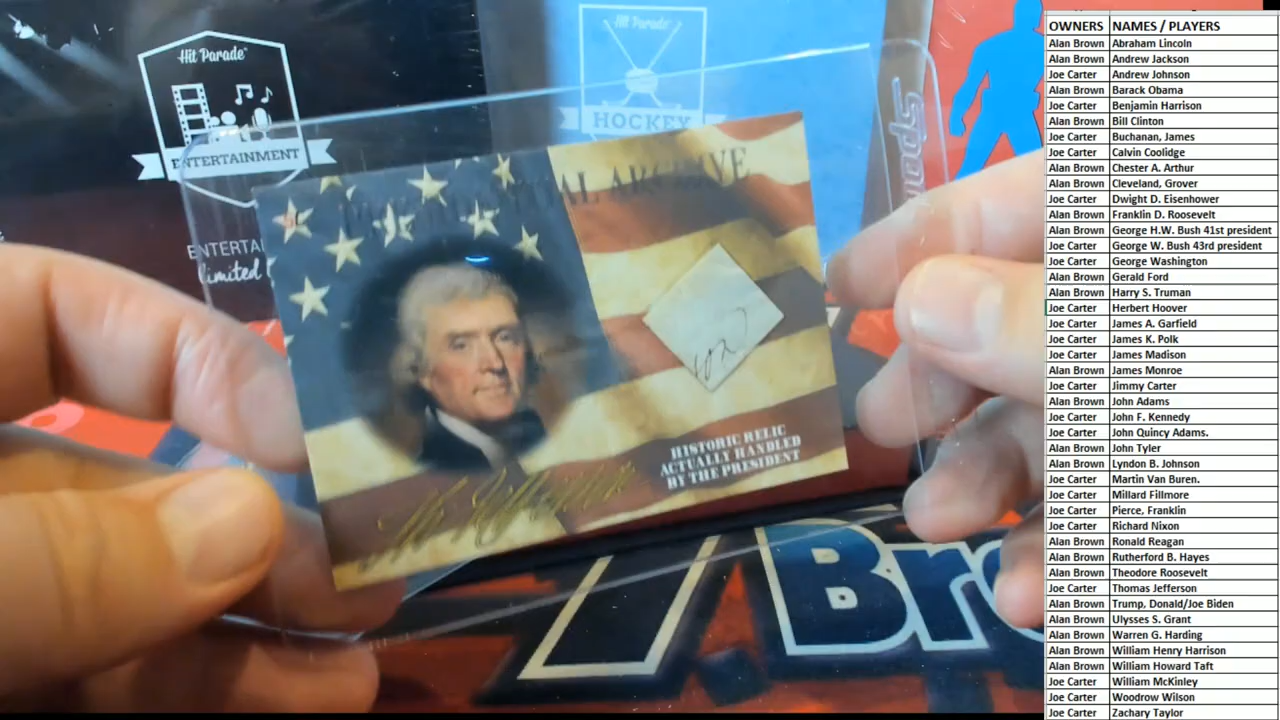 Hit Parade
ENTERTAINMENT
ENTERTA
Limited
Hit Parade
HOCKEY
HISTORIC RELIC
ACTUALLY HANDLED
BY THE PRESIDENT
OWNERS NAMES / PLAYERS
Alan Brown Abraham Lincoln
Alan Brown Andrew Jackson
Joe Carter Andrew Johnson
Alan Brown Barack Obama
Joe Carter Benjamin Harrison
Alan Brown Bill Clinton
Joe Carter Buchanan, James
Joe Carter Calvin Coolidge
Alan Brown Chester A. Arthur
Alan Brown Cleveland, Grover
Joe Carter Dwight D. Eisenhower
Alan Brown Franklin D. Roosevelt
Alan Brown George H.W. Bush 41st president
Joe Carter George W. Bush 43rd president
Joe Carter George Washington
Alan Brown Gerald Ford
Alan Brown Harry S. Truman
Joe Carter Herbert Hoover
Joe Carter James A. Garfield
Joe Carter James K. Polk
Joe Carter James Madison
Alan Brown James Monroe
Joe Carter Jimmy Carter
Alan Brown John Adams
Joe Carter John F. Kennedy
Joe Carter John Quincy Adams.
Alan Brown John Tyler
Alan Brown Lyndon B. Johnson
Joe Carter Martin Van Buren.
Joe Carter Millard Fillmore
Joe Carter Pierce, Franklin
Joe Carter Richard Nixon
Alan Brown Ronald Reagan
Alan Brown Rutherford B. Hayes
Alan Brown Theodore Roosevelt
Joe Carter Thomas Jefferson
Alan Brown Trump, Donald/Joe Biden
Alan Brown Ulysses S. Grant
Alan Brown Warren G. Harding
Alan Brown William Henry Harrison
Alan Brown William Howard Taft
Joe Carter William McKinley
Joe Carter Woodrow Wilson
Joe Carter Zachary Taylor